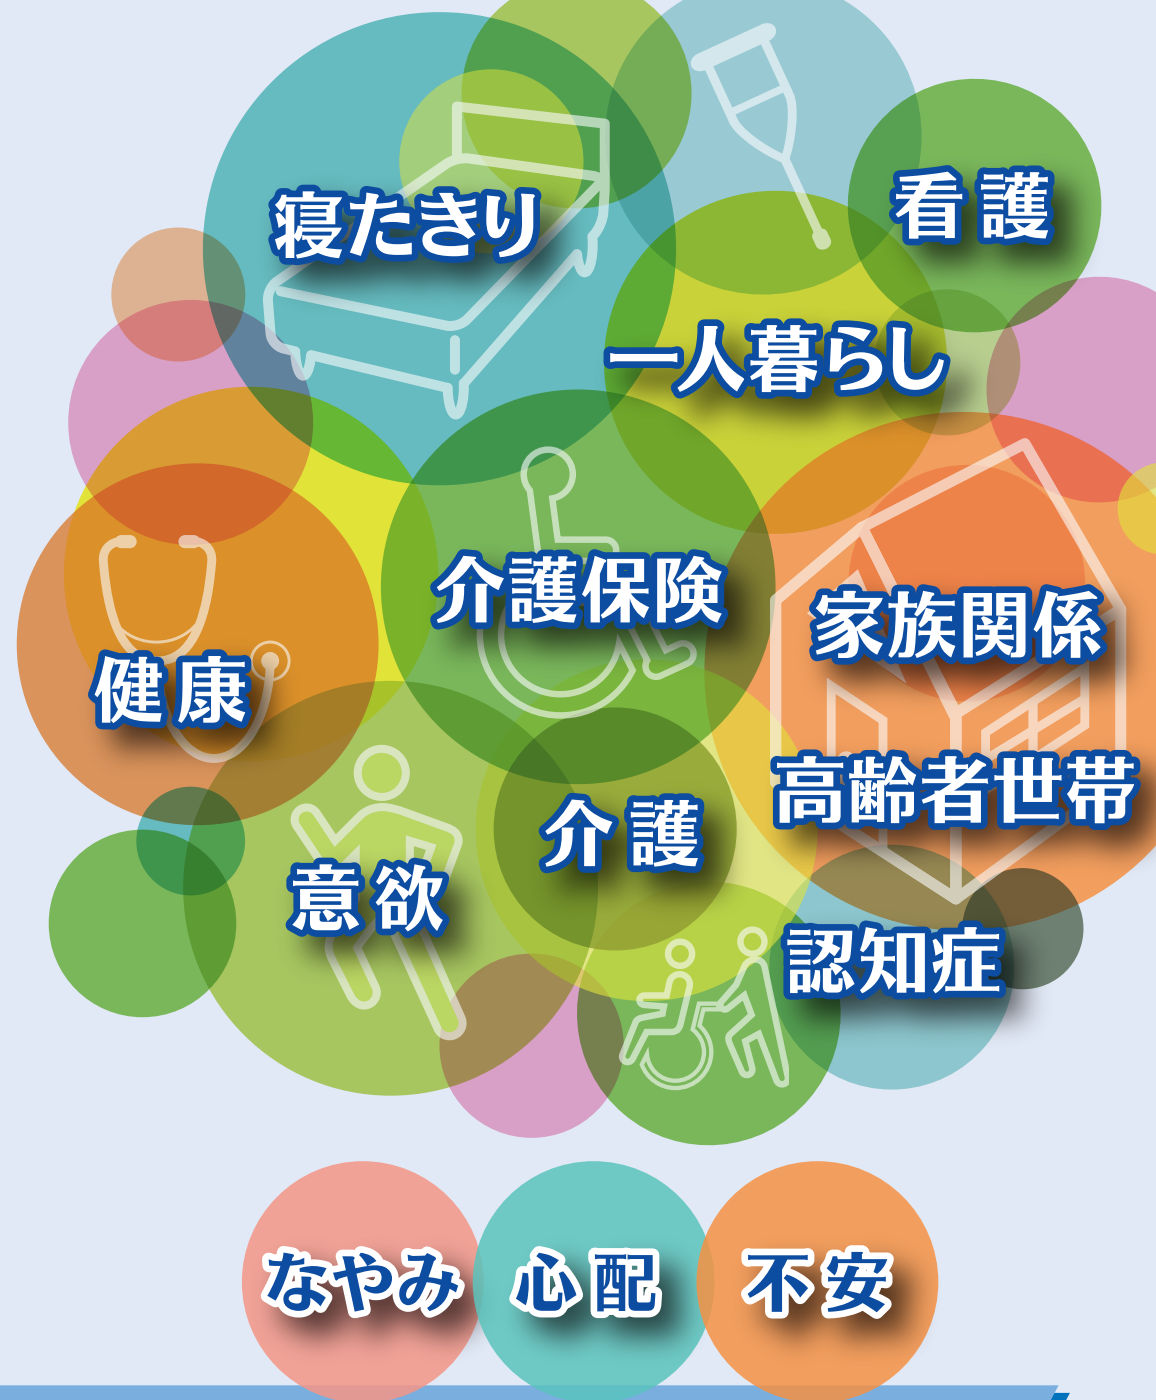 寝たきり
看護
一人暮らし
介護保険
家族関係
健康
高齢者世帯
介護
意欲
認知症
なやみ
心配
不安